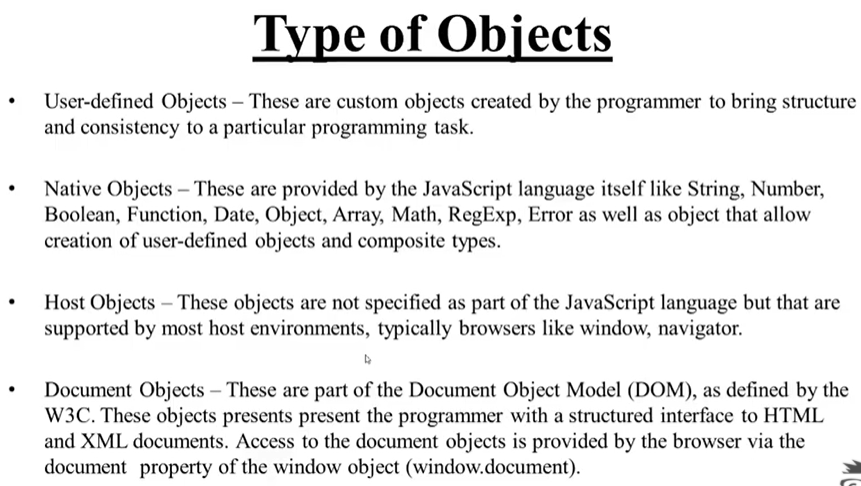 Type of Objects
• User-defined Objects – These are custom objects created by the programmer to bring structure
and consistency to a particular programming task.
• Native Objects – These are provided by the JavaScript language itself like String, Number,
Boolean, Function, Date, Object, Array, Math, RegExp, Error as well as object that allow
creation of user-defined objects and composite types.
• Host Objects – These objects are not specified as part of the JavaScript language but that are
supported by most host environments, typically browsers like window, navigator.
• Document Objects – These are part of the Document Object Model (DOM), as defined by the
W3C. These objects presents present the programmer with a structured interface to HTML
and XML documents. Access to the document objects is provided by the browser via the
document  property of the window object (window.document).